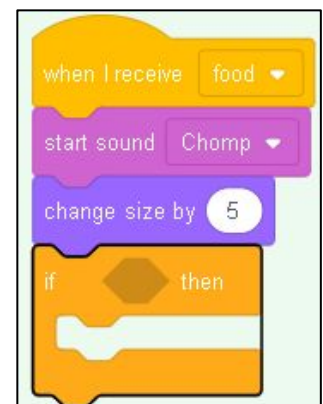 when I receive food
start sound Chomp
change size by 5
if then